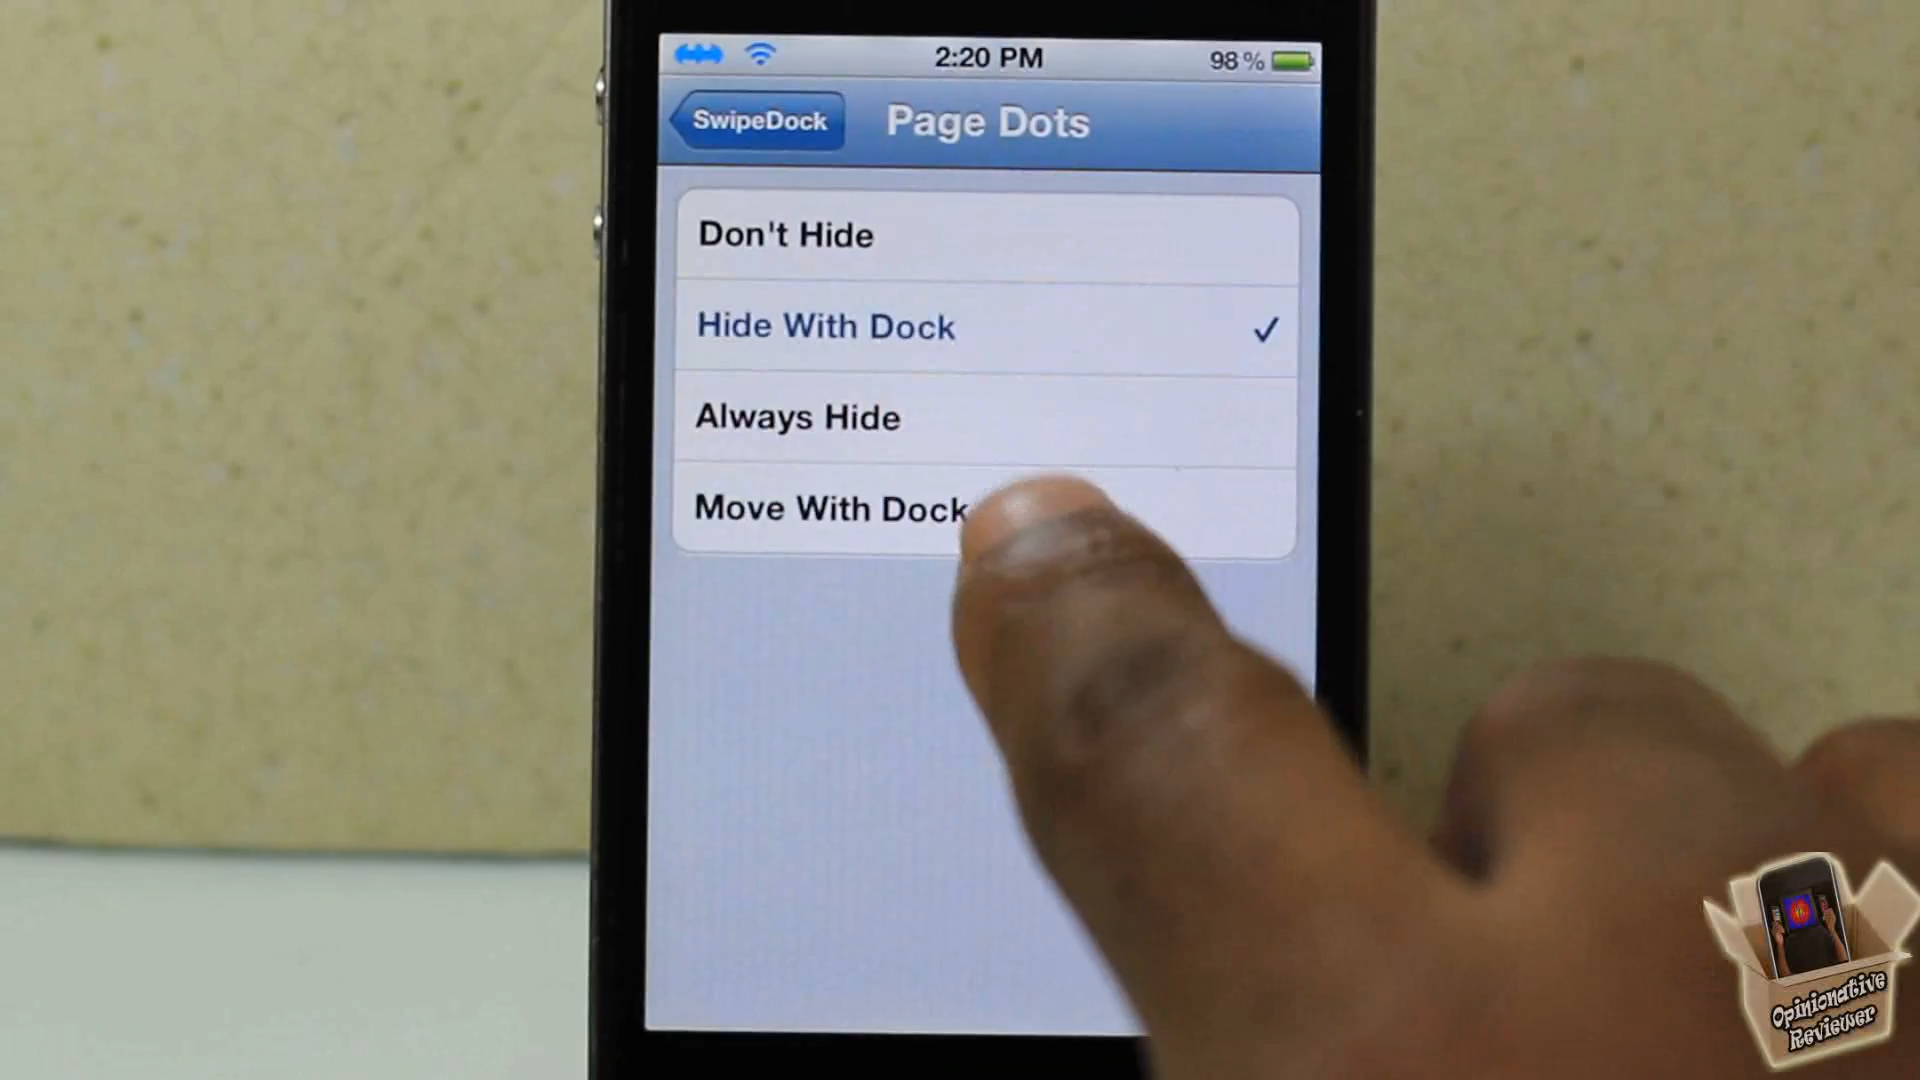 2:20 PM
98%
SwipeDock
Page Dots
Don't Hide
Hide With Dock
Always Hide
Move With Dock
Opinionative
Reviewer